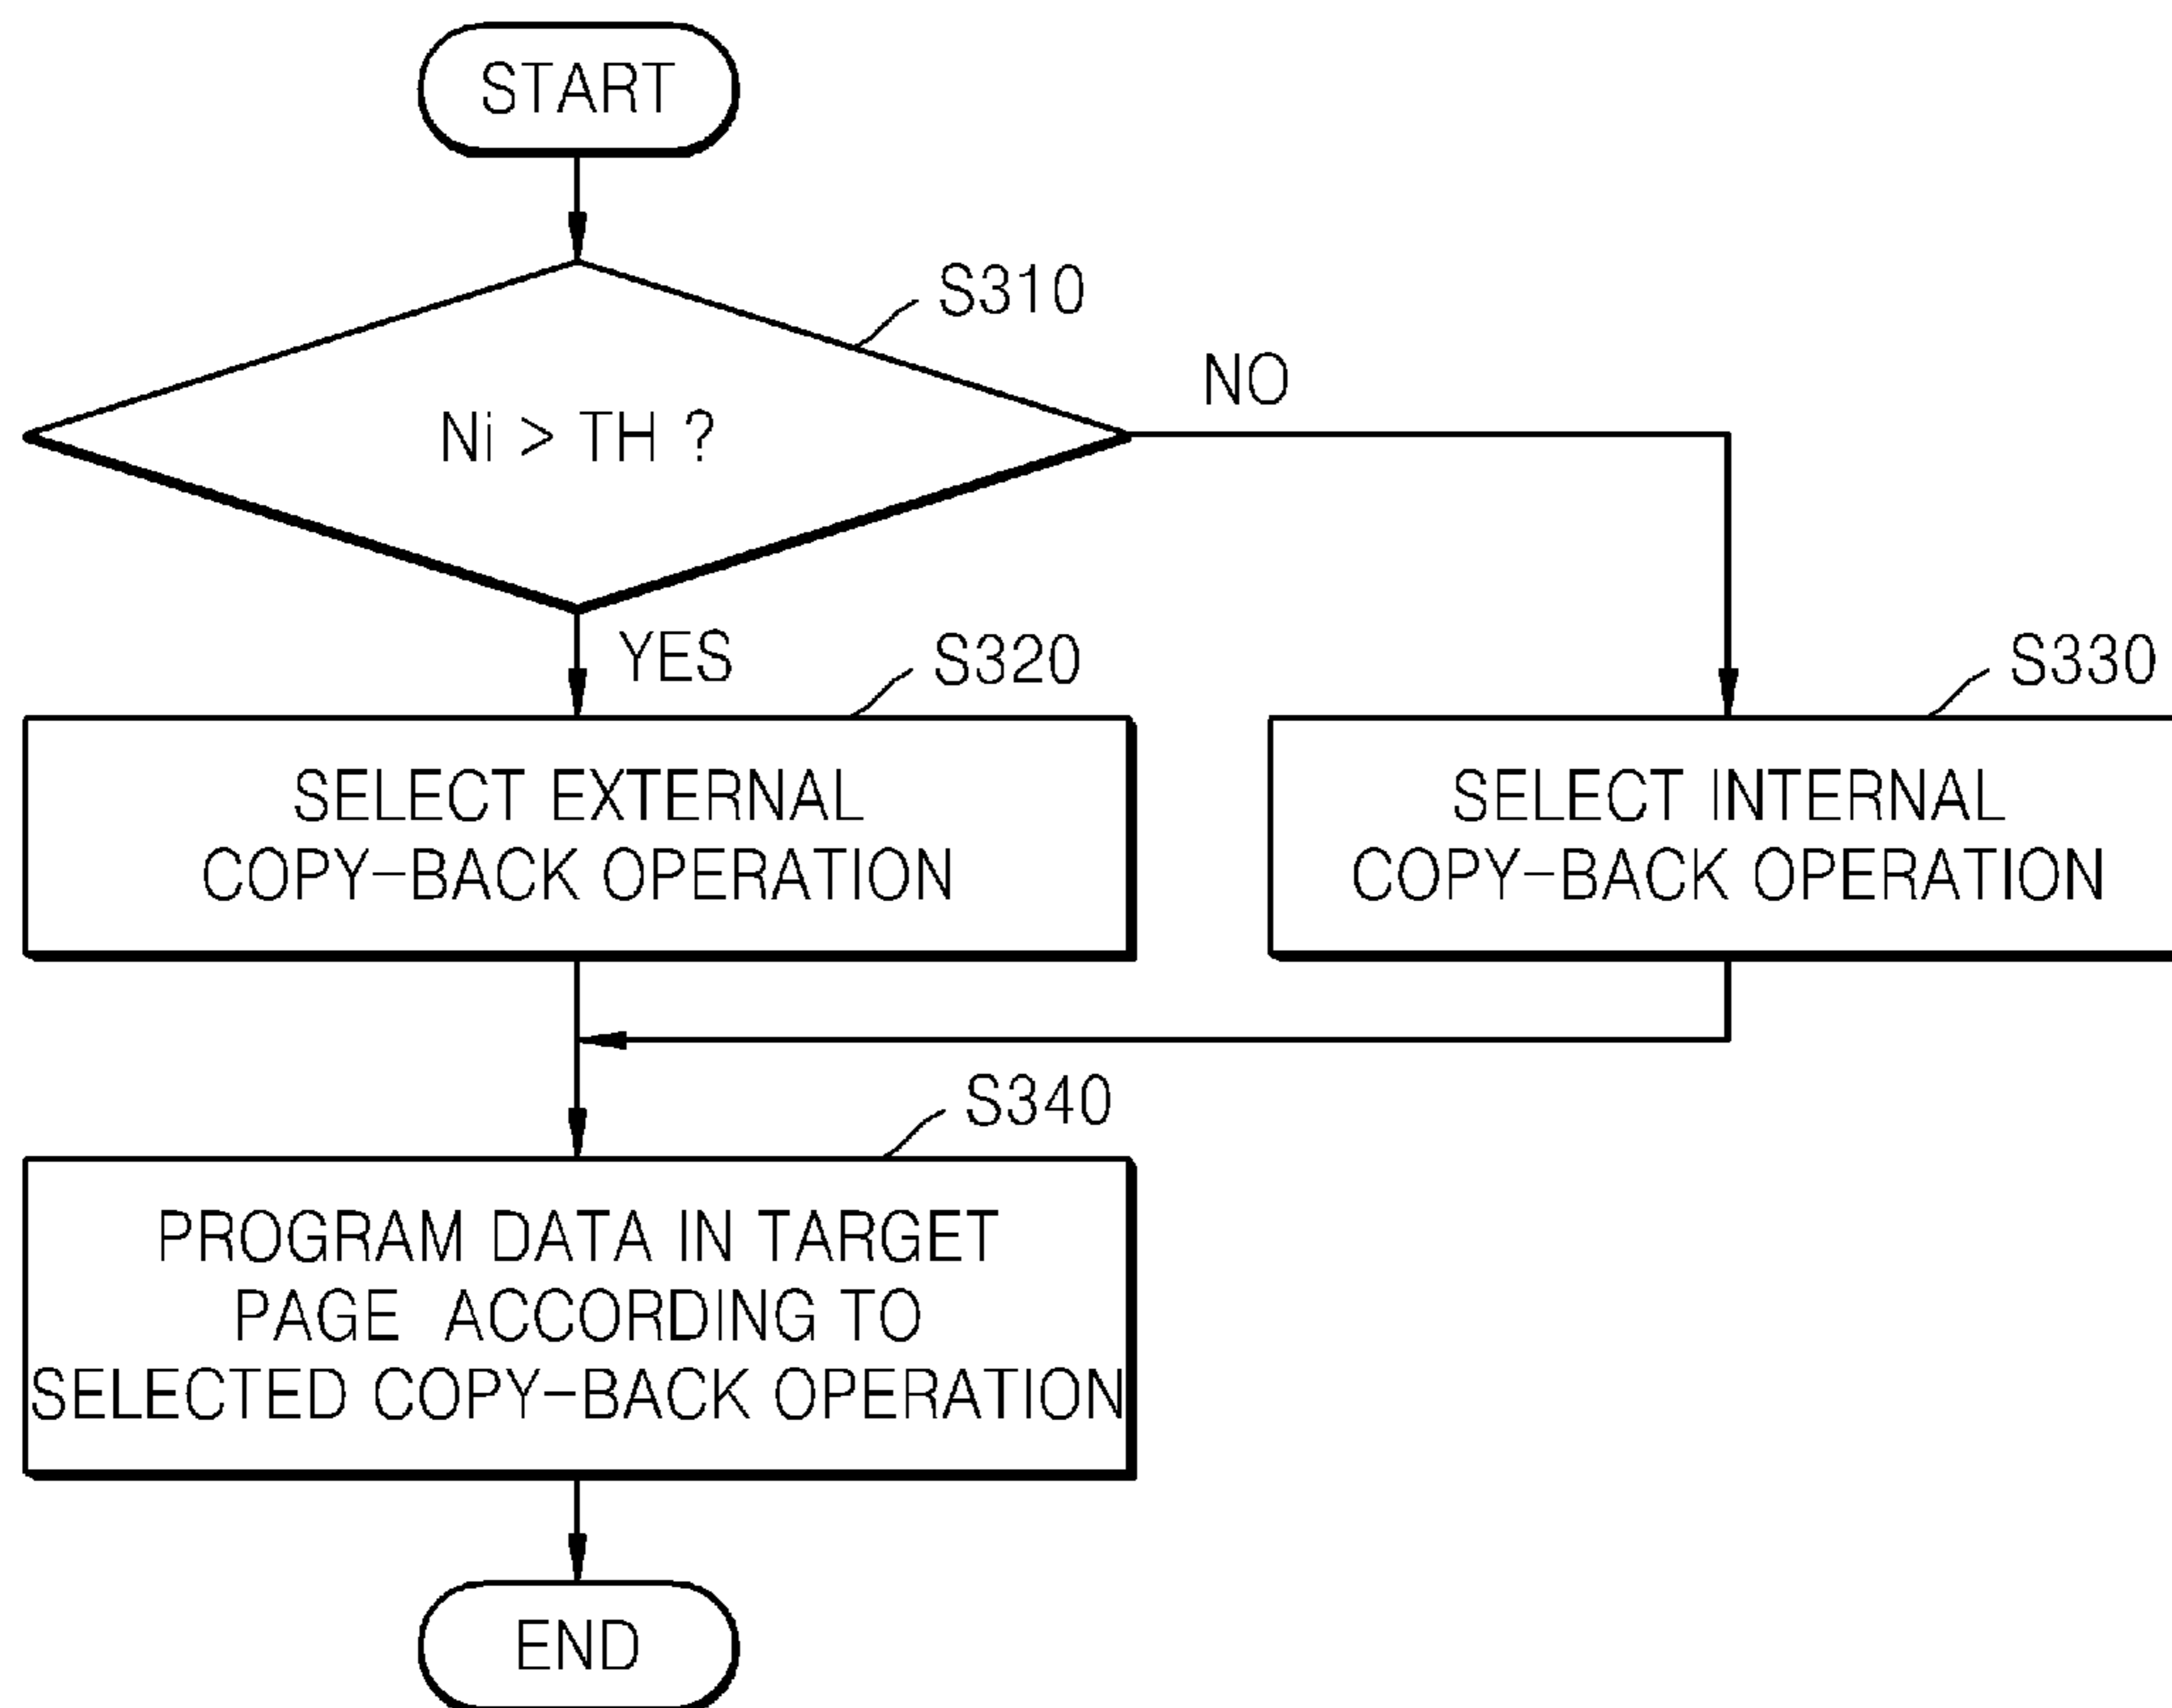 START
S310
Ni > TH ?
NO
YES
S320
S330
SELECT EXTERNAL
COPY-BACK OPERATION
SELECT INTERNAL
COPY-BACK OPERATION
S340
PROGRAM DATA IN TARGET
PAGE ACCORDING TO
SELECTED COPY-BACK OPERATION
END